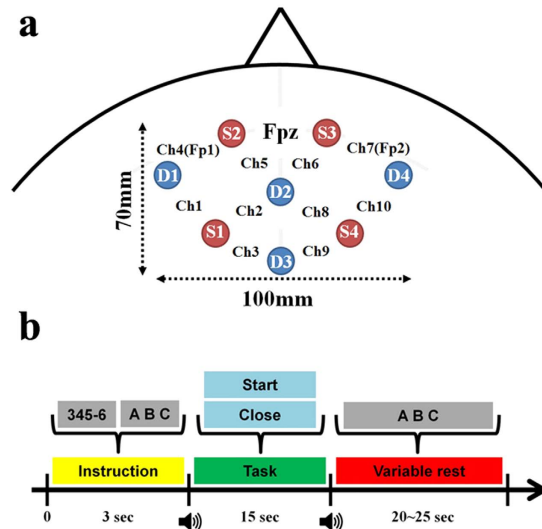 a
S2 Fpz S3
Ch4(Fp1) Ch7(Fp2)
Ch5 Ch6
D1 D2 D4
Ch1 Ch2 Ch8 Ch10
S1 S4
Ch3 Ch9
D3
70mm
100mm
b
Start
345-6 A B C Close A B C
Instruction Task Variable rest
0 3 sec 15 sec 20~25 sec